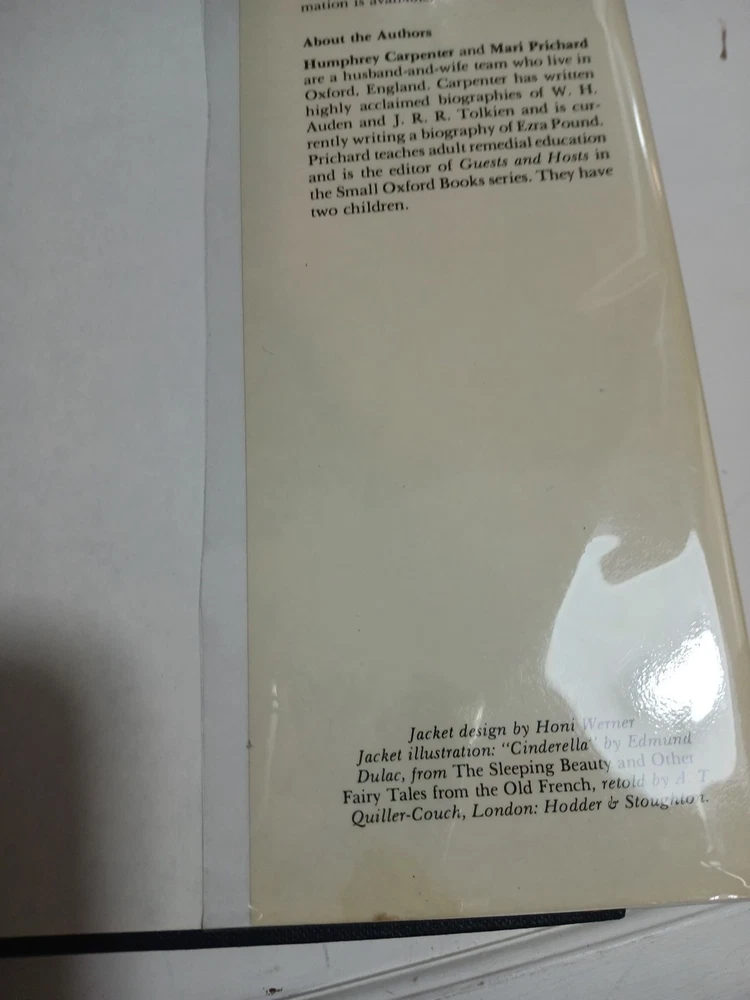 mation is available
About the Authors
Humphrey Carpenter and Mari Prichard
are a husband-and-wife team who live in
Oxford, England. Carpenter has written
highly acclaimed biographies of W. H.
Auden and J. R. R. Tolkien and is cur-
rently writing a biography of Ezra Pound.
Prichard teaches adult remedial education
and is the editor of Guests and Hosts in
the Small Oxford Books series. They have
two children.
Jacket design by Honi Werner
Jacket illustration: "Cinderella" by Edmund
Dulac, from The Sleeping Beauty and Other
Fairy Tales from the Old French, retold by A. T.
Quiller-Couch, London: Hodder & Stoughton.